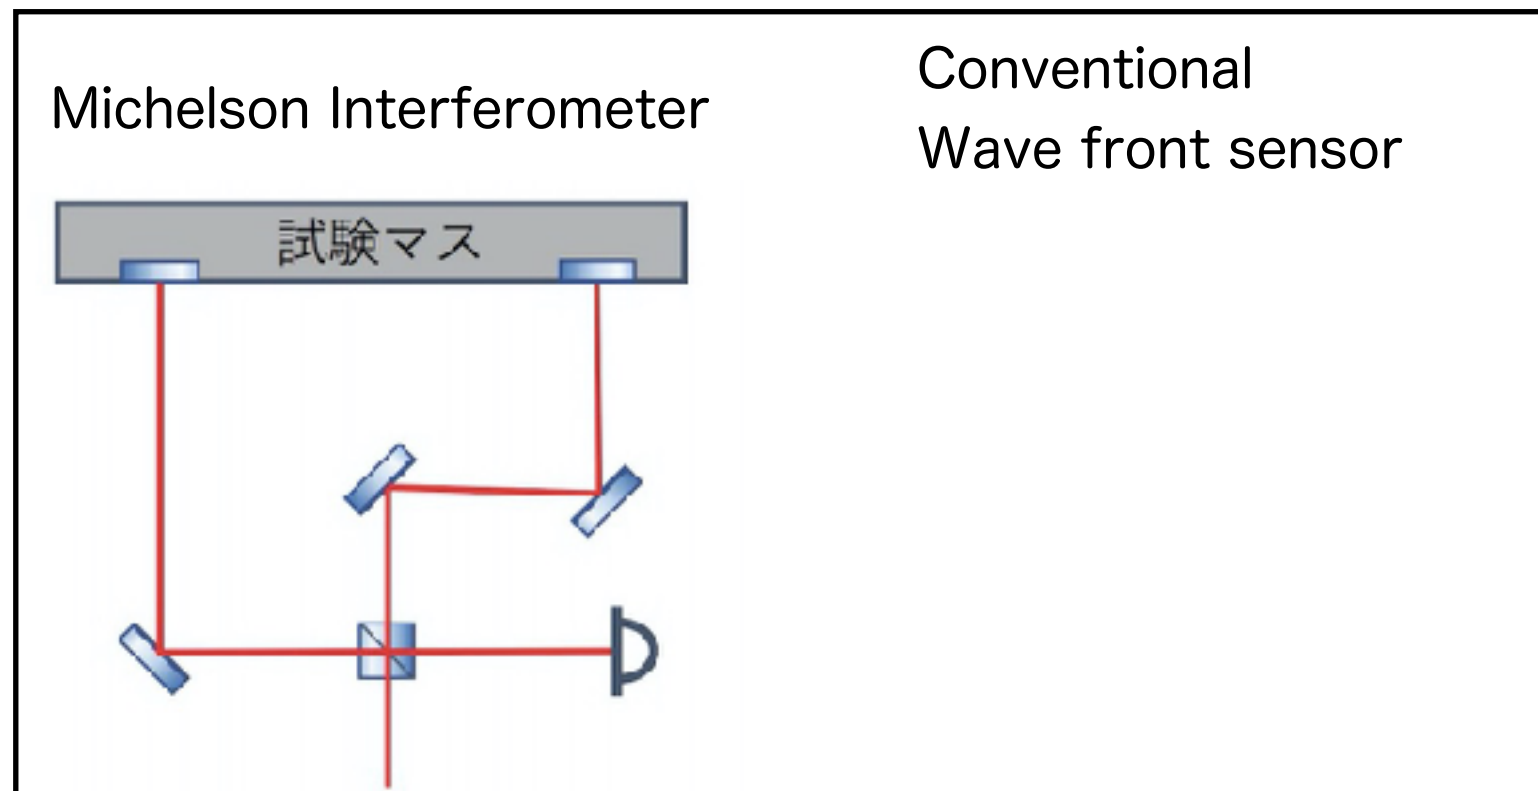 Michelson Interferometer
試験マス
Conventional
Wave front sensor